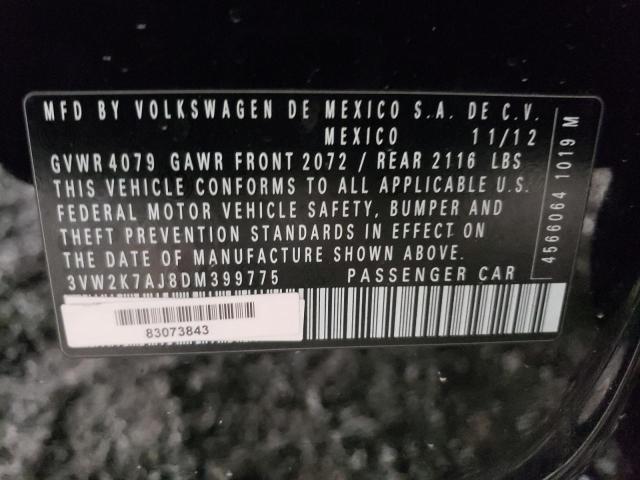 MFD BY VOLKSWAGEN DE MEXICO S.A. DE C.V.
MEXICO 11/12
GVWR 4079 GAWR FRONT 2072 / REAR 2116 LBS
THIS VEHICLE CONFORMS TO ALL APPLICABLE U.S.
FEDERAL MOTOR VEHICLE SAFETY, BUMPER AND
THEFT PREVENTION STANDARDS IN EFFECT ON
THE DATE OF MANUFACTURE SHOWN ABOVE.
3VW2K7AJ8DM399775 PASSENGER CAR
83073843
4566064 1019 M